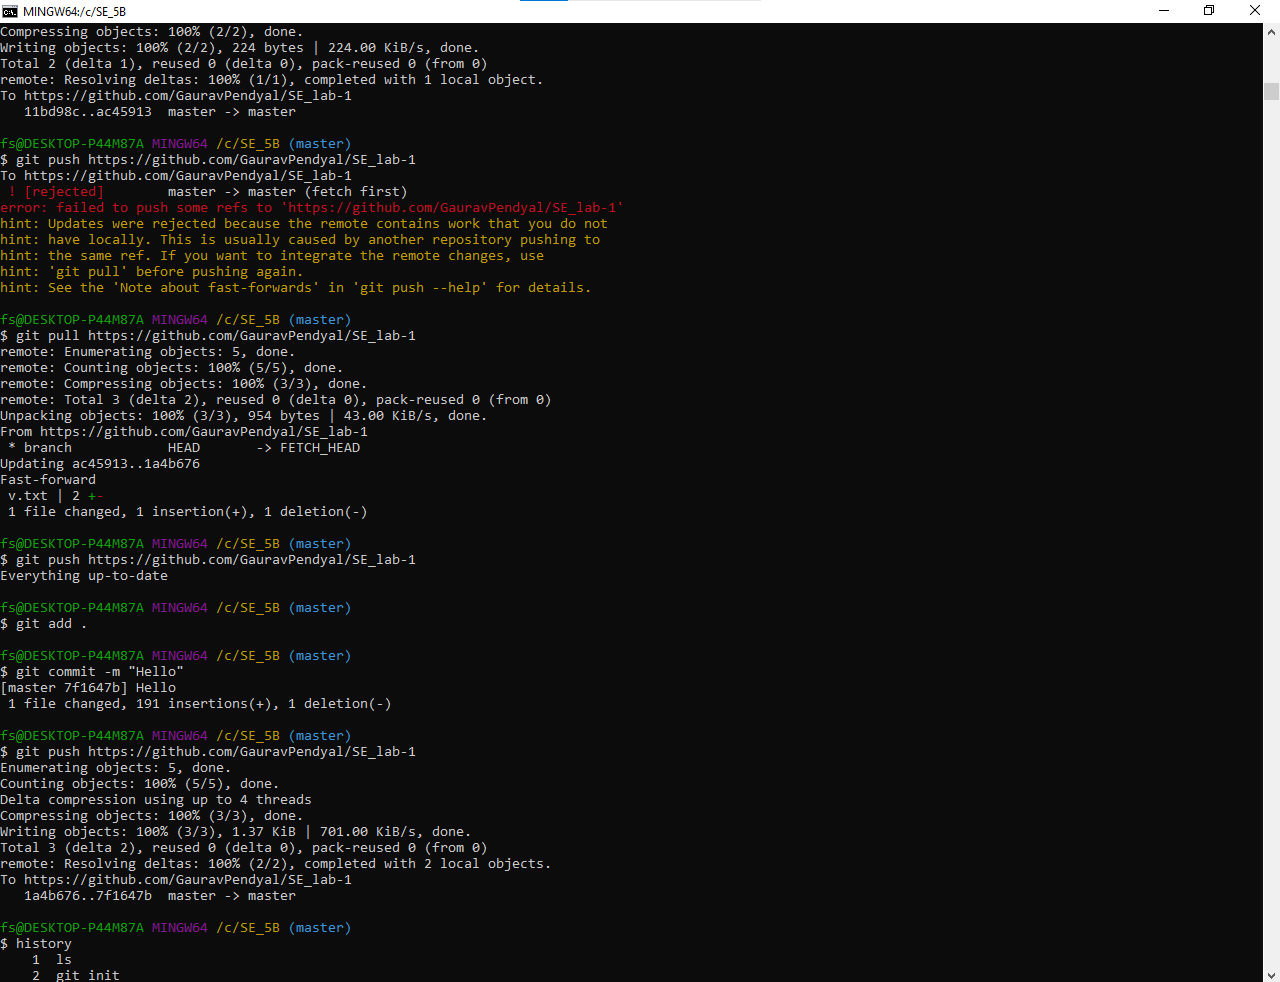 MINGW64:/c/SE_5B
Compressing objects: 100% (2/2), done.
Writing objects: 100% (2/2), 224 bytes | 224.00 KiB/s, done.
Total 2 (delta 1), reused 0 (delta 0), pack-reused 0 (from 0)
remote: Resolving deltas: 100% (1/1), completed with 1 local object.
To https://github.com/GauravPendyal/SE_lab-1
   11bd98c..ac45913  master -> master

fs@DESKTOP-P44M87A MINGW64 /c/SE_5B (master)
$ git push https://github.com/GauravPendyal/SE_lab-1
To https://github.com/GauravPendyal/SE_lab-1
 ! [rejected]        master -> master (fetch first)
error: failed to push some refs to 'https://github.com/GauravPendyal/SE_lab-1'
hint: Updates were rejected because the remote contains work that you do not
hint: have locally. This is usually caused by another repository pushing to
hint: the same ref. If you want to integrate the remote changes, use
hint: 'git pull' before pushing again.
hint: See the 'Note about fast-forwards' in 'git push --help' for details.

fs@DESKTOP-P44M87A MINGW64 /c/SE_5B (master)
$ git pull https://github.com/GauravPendyal/SE_lab-1
remote: Enumerating objects: 5, done.
remote: Counting objects: 100% (5/5), done.
remote: Compressing objects: 100% (3/3), done.
remote: Total 3 (delta 2), reused 0 (delta 0), pack-reused 0 (from 0)
Unpacking objects: 100% (3/3), 954 bytes | 43.00 KiB/s, done.
From https://github.com/GauravPendyal/SE_lab-1
 * branch            HEAD       -> FETCH_HEAD
Updating ac45913..1a4b676
Fast-forward
 v.txt | 2 +-
 1 file changed, 1 insertion(+), 1 deletion(-)

fs@DESKTOP-P44M87A MINGW64 /c/SE_5B (master)
$ git push https://github.com/GauravPendyal/SE_lab-1
Everything up-to-date

fs@DESKTOP-P44M87A MINGW64 /c/SE_5B (master)
$ git add .

fs@DESKTOP-P44M87A MINGW64 /c/SE_5B (master)
$ git commit -m "Hello"
[master 7f1647b] Hello
 1 file changed, 191 insertions(+), 1 deletion(-)

fs@DESKTOP-P44M87A MINGW64 /c/SE_5B (master)
$ git push https://github.com/GauravPendyal/SE_lab-1
Enumerating objects: 5, done.
Counting objects: 100% (5/5), done.
Delta compression using up to 4 threads
Compressing objects: 100% (3/3), done.
Writing objects: 100% (3/3), 1.37 KiB | 701.00 KiB/s, done.
Total 3 (delta 2), reused 0 (delta 0), pack-reused 0 (from 0)
remote: Resolving deltas: 100% (2/2), completed with 2 local objects.
To https://github.com/GauravPendyal/SE_lab-1
   1a4b676..7f1647b  master -> master

fs@DESKTOP-P44M87A MINGW64 /c/SE_5B (master)
$ history
    1  ls
    2  git init